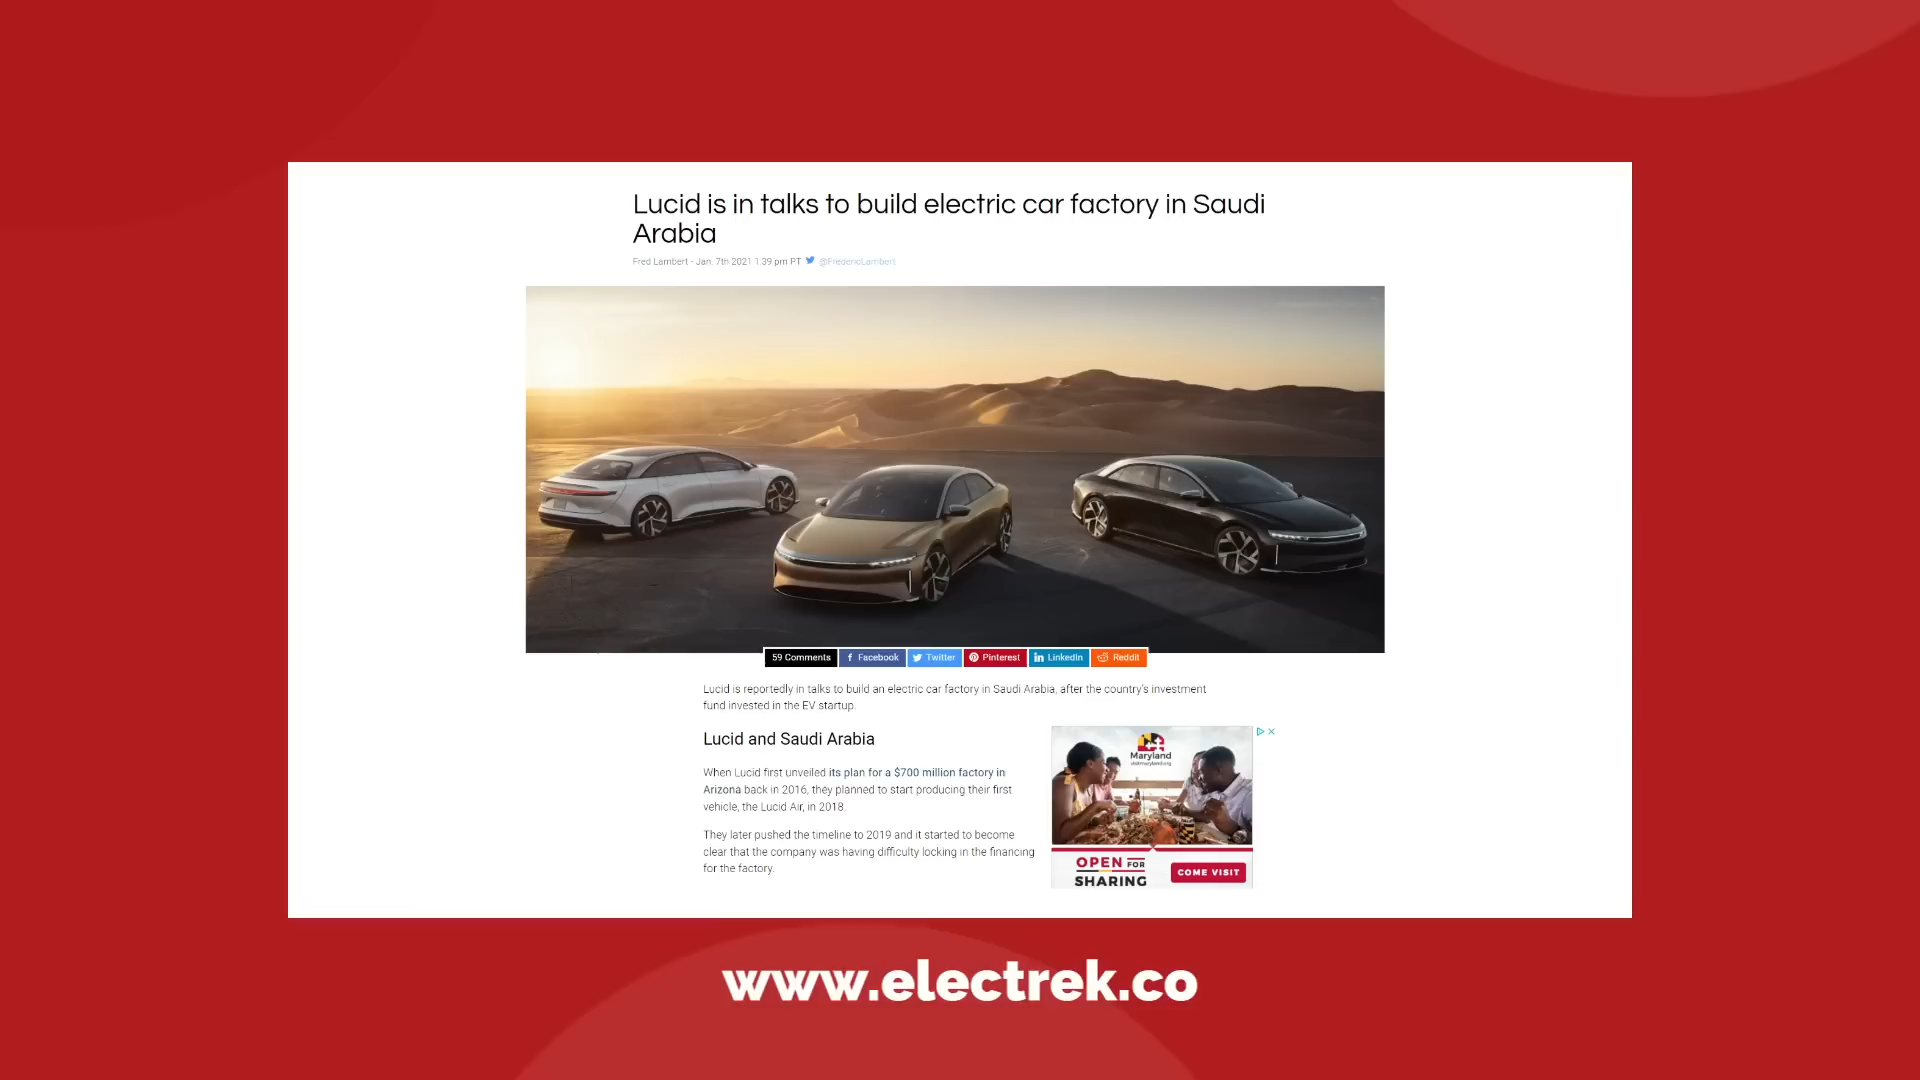 Lucid is in talks to build electric car factory in Saudi
Arabia
Fred Lambert - Jan. 7th 2021 1:39 pm PT @FredericLambert
59 Comments Facebook Twitter Pinterest LinkedIn Reddit
Lucid is reportedly in talks to build an electric car factory in Saudi Arabia, after the country's investment
fund invested in the EV startup.
Lucid and Saudi Arabia
When Lucid first unveiled its plan for a $700 million factory in
Arizona back in 2016, they planned to start producing their first
vehicle, the Lucid Air, in 2018.
They later pushed the timeline to 2019 and it started to become
clear that the company was having difficulty locking in the financing
for the factory.
Maryland
visitmaryland.org
OPEN FOR
SHARING
COME VISIT
www.electrek.co